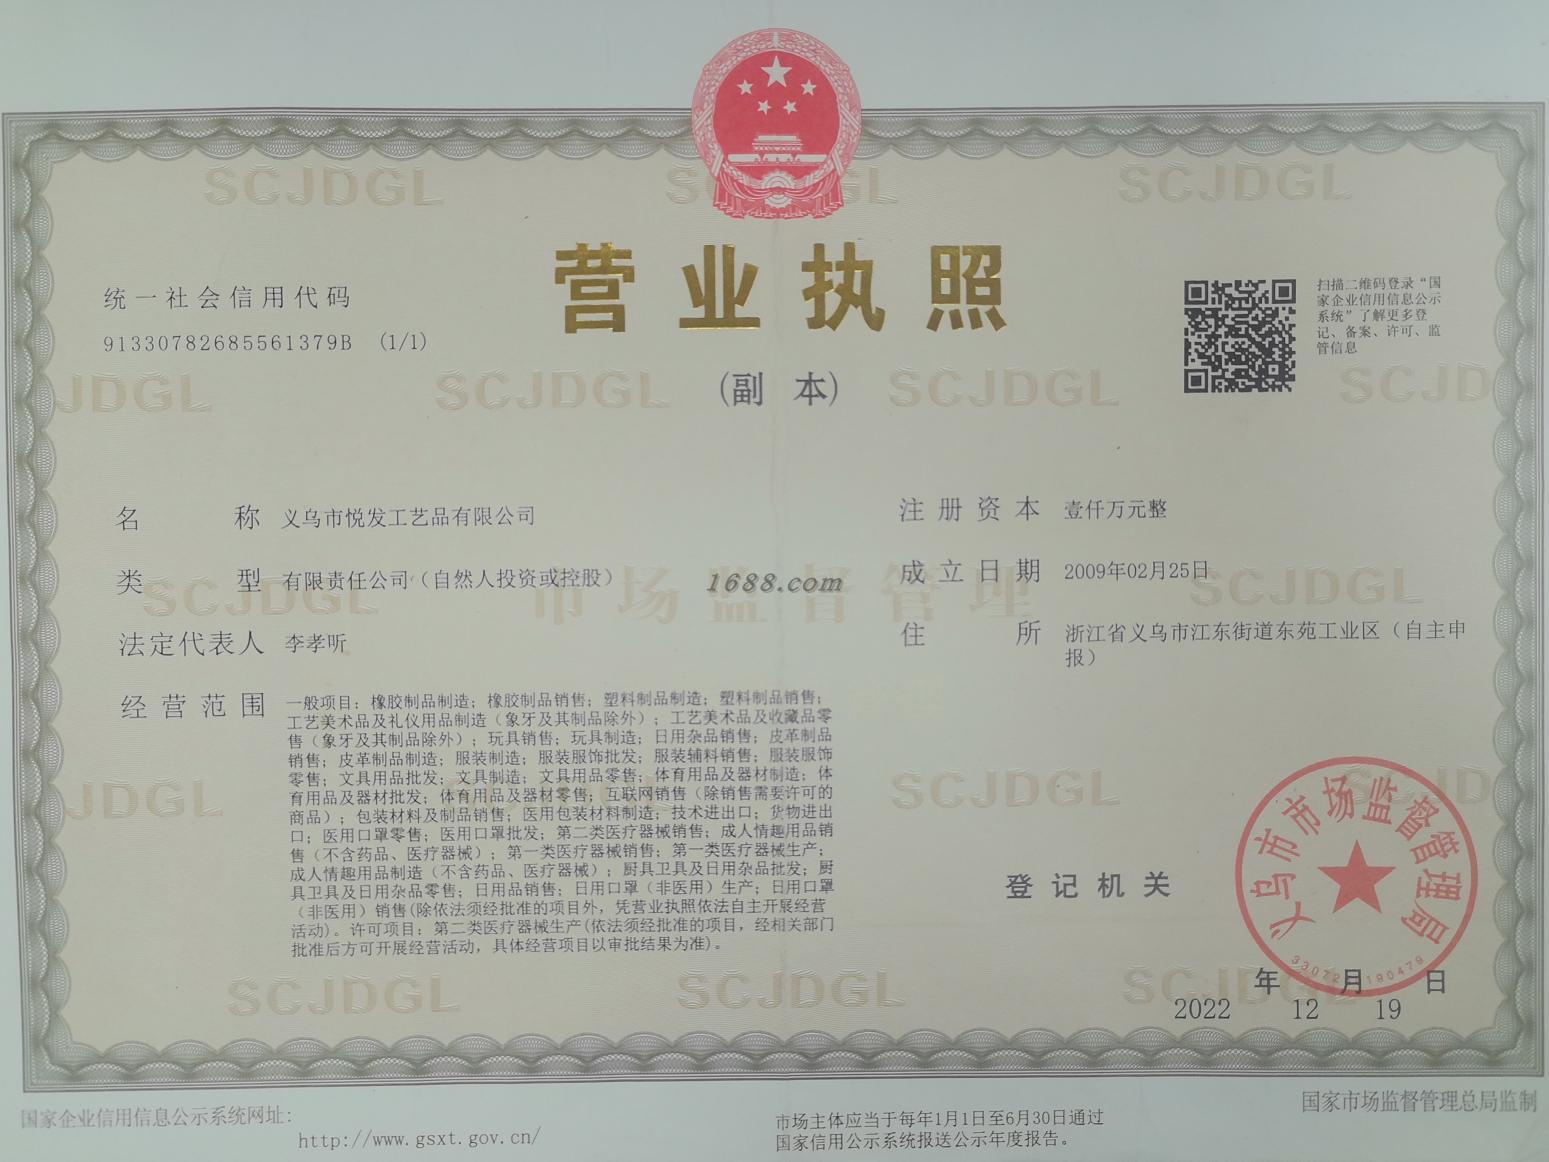 SCJDGL
营业执照
(副 本)
统一社会信用代码
91330782685561379B (1/1)
扫描二维码登录“国
家企业信用信息公示
系统”了解更多登
记、备案、许可、监
管信息
名 称 义乌市悦发工艺品有限公司
类 型 有限责任公司(自然人投资或控股)
法定代表人 李孝听
经营范围 一般项目:橡胶制品制造;橡胶制品销售;塑料制品制造;塑料制品销售;
工艺美术品及礼仪用品制造(象牙及其制品除外);工艺美术品及收藏品零
售(象牙及其制品除外);玩具销售;玩具制造;日用杂品销售;皮革制品
销售;皮革制品制造;服装制造;服装服饰批发;服装辅料销售;服装服饰
零售;文具用品批发;文具制造;文具用品零售;体育用品及器材制造;体
育用品及器材批发;体育用品及器材零售;互联网销售(除销售需要许可的
商品);包装材料及制品销售;医用包装材料制造;技术进出口;货物进出
口;医用口罩零售;医用口罩批发;第二类医疗器械销售;成人情趣用品销
售(不含药品、医疗器械);第一类医疗器械销售;第一类医疗器械生产;
成人情趣用品制造(不含药品、医疗器械);厨具卫具及日用杂品批发;厨
具卫具及日用杂品零售;日用品销售;日用口罩(非医用)生产;日用口罩
(非医用)销售(除依法须经批准的项目外,凭营业执照依法自主开展经营
活动)。许可项目:第二类医疗器械生产(依法须经批准的项目,经相关部门
批准后方可开展经营活动,具体经营项目以审批结果为准)。
1688.com
市场监督管理
注册资本 壹仟万元整
成立日期 2009年02月25日
住 所 浙江省义乌市江东街道东苑工业区(自主申
报)
登记机关
义乌市市场监督管理局
年 月 日
2022 12 19
国家企业信用信息公示系统网址:
http://www.gsxt.gov.cn/
市场主体应当于每年1月1日至6月30日通过
国家信用公示系统报送公示年度报告。
国家市场监督管理总局监制